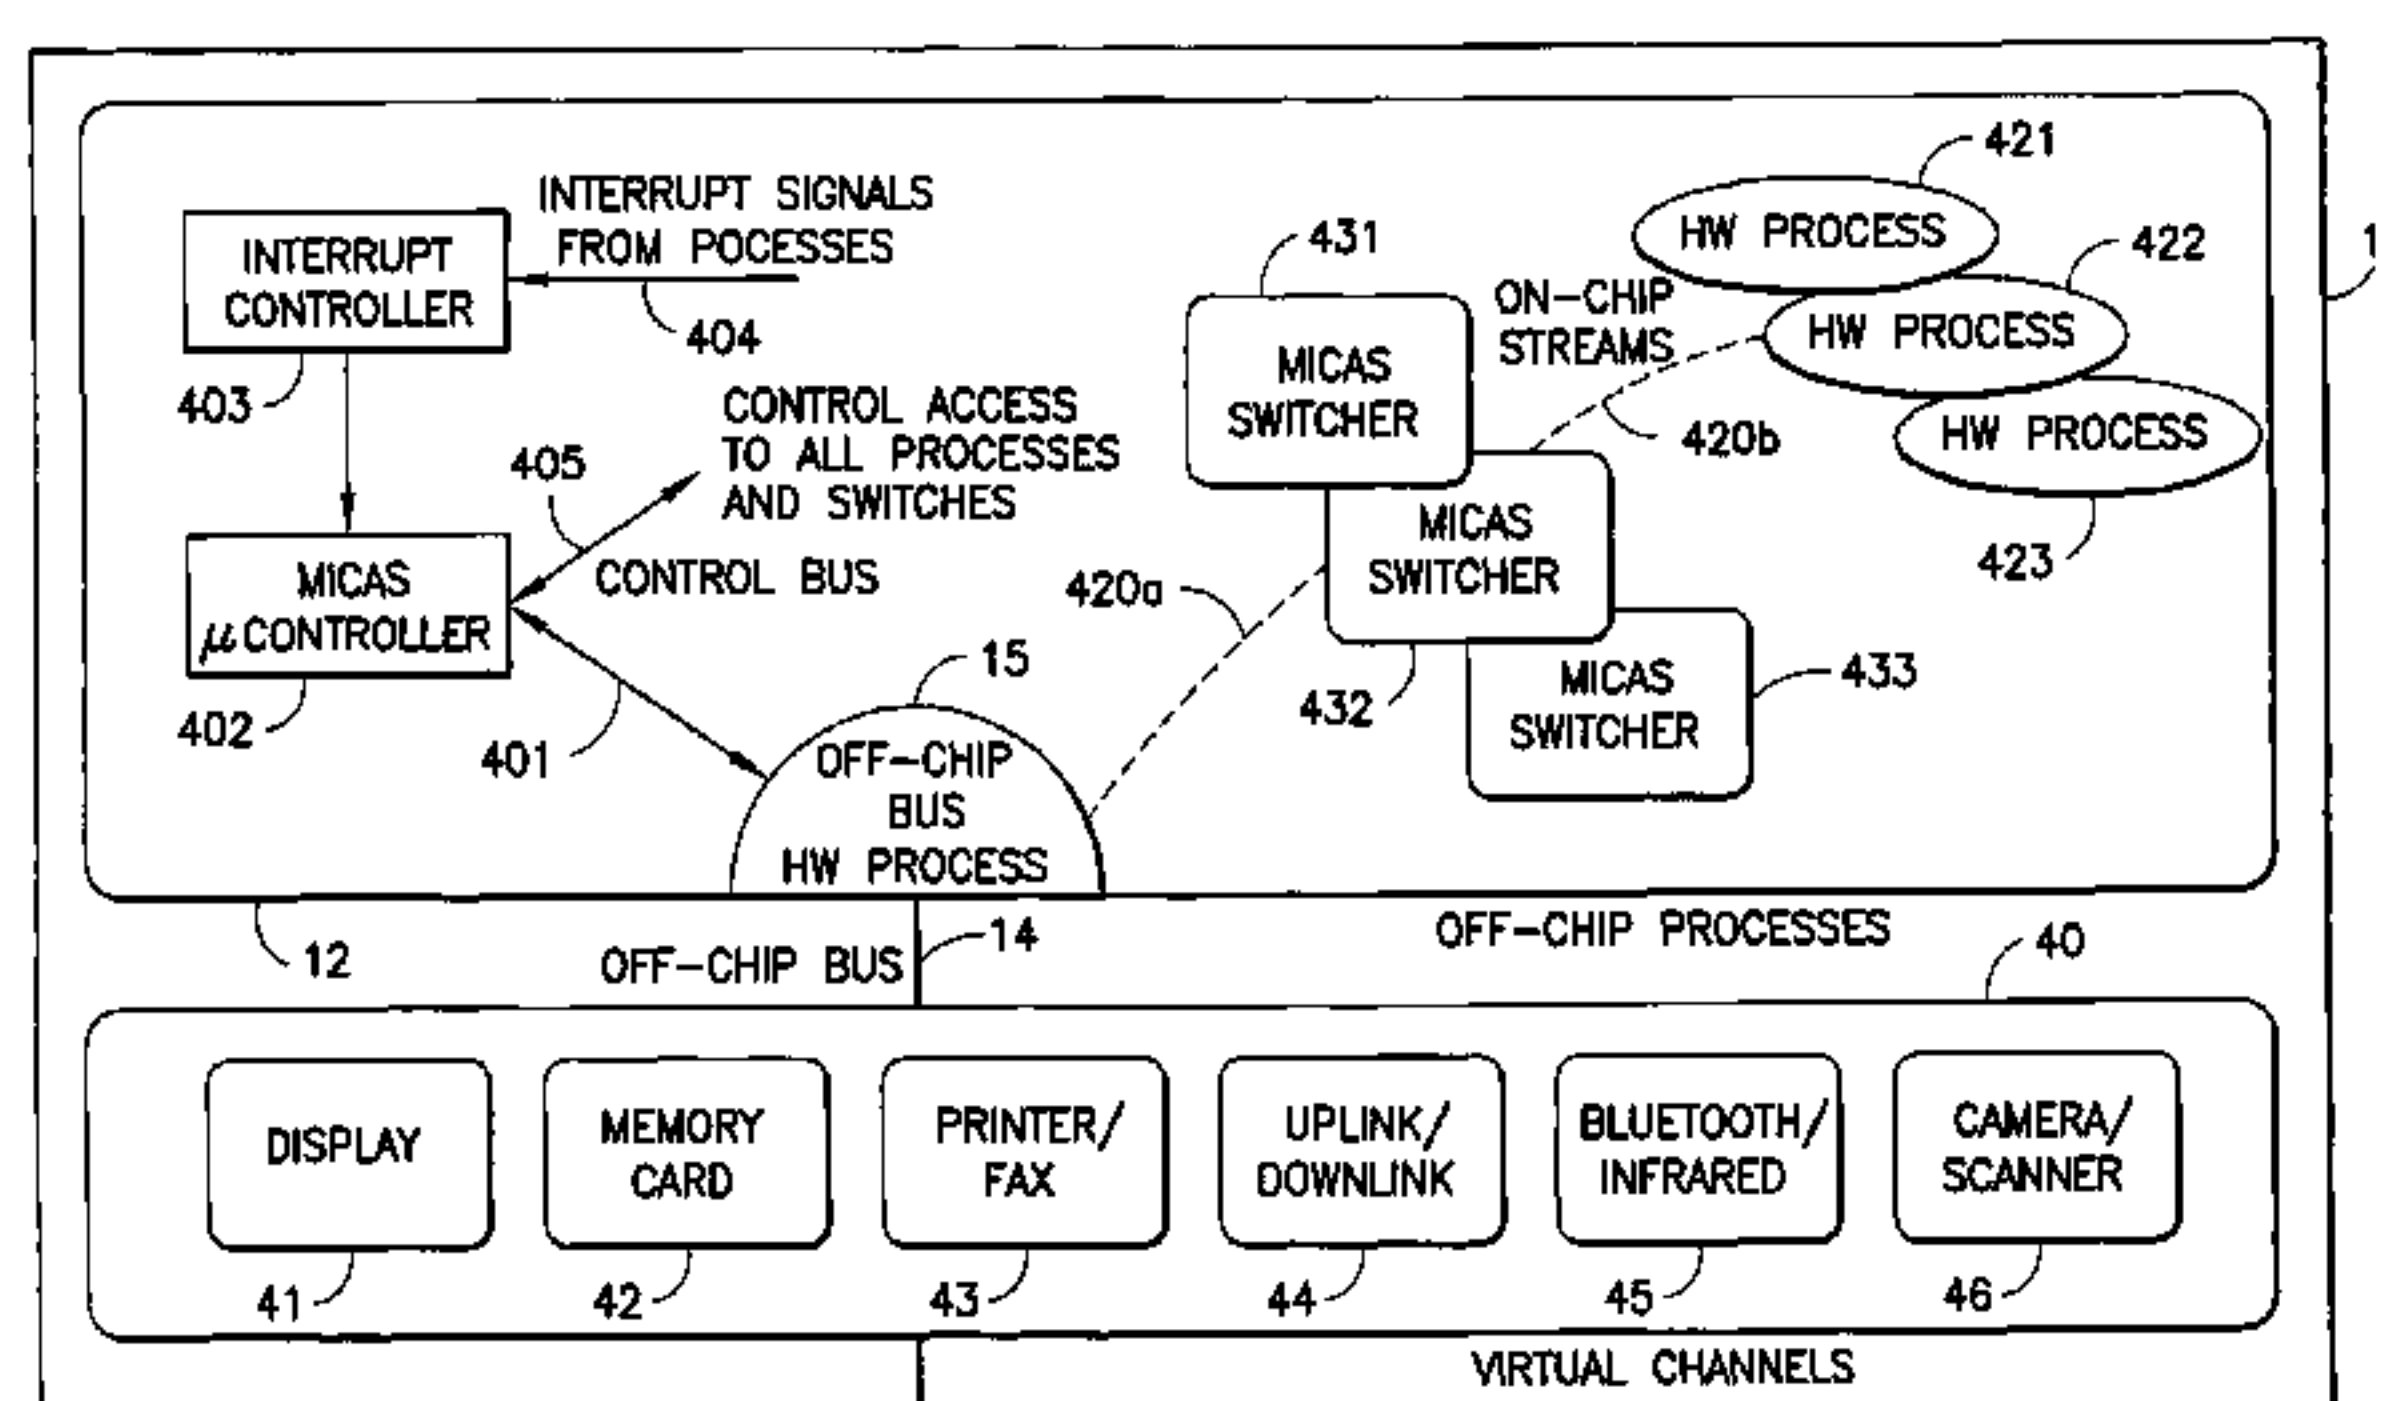 421
INTERRUPT SIGNALS
FROM POCESSES
431
HW PROCESS
422
1
INTERRUPT
CONTROLLER
404
ON-CHIP
STREAMS
HW PROCESS
403
MICAS
SWITCHER
420b
HW PROCESS
CONTROL ACCESS
TO ALL PROCESSES
AND SWITCHES
405
423
MICAS
SWITCHER
MICAS
μCONTROLLER
CONTROL BUS
420a
15
432
MICAS
SWITCHER
433
402
401
OFF-CHIP
BUS
HW PROCESS
12
OFF-CHIP BUS
14
OFF-CHIP PROCESSES
40
DISPLAY
MEMORY
CARD
PRINTER/
FAX
UPLINK/
DOWNLINK
BLUETOOTH/
INFRARED
CAMERA/
SCANNER
41
42
43
44
45
46
VIRTUAL CHANNELS